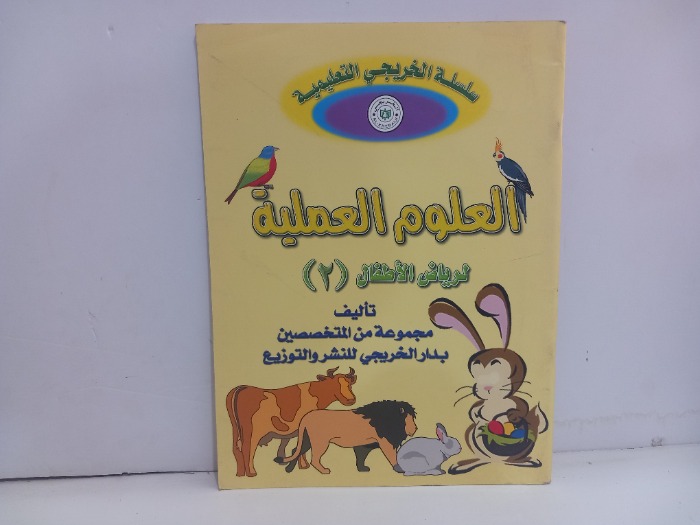 سلسلة الخريجي التعليمية
العلوم العملية
لرياض الأطفال (٢)
تأليف
مجموعة من المتخصصين
بدار الخريجي للنشر والتوزيع